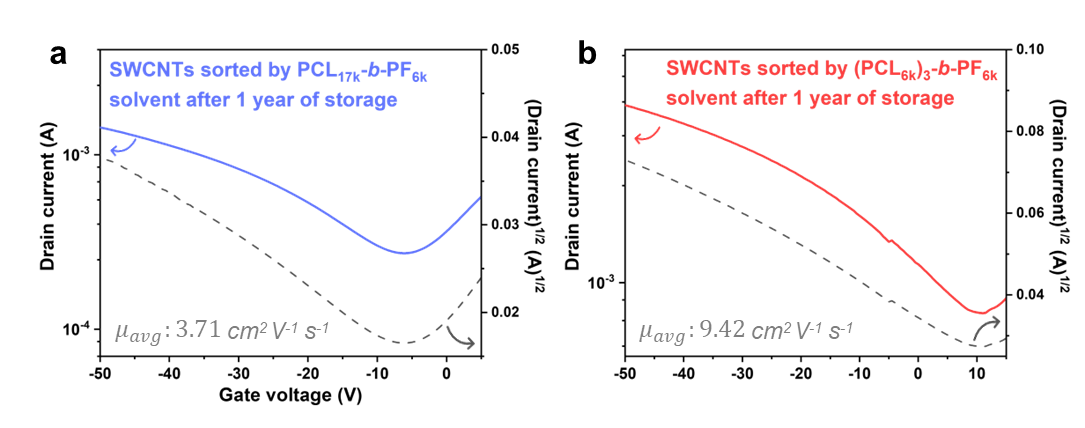 a
SWCNTs sorted by PCL17k-b-PF6k
solvent after 1 year of storage
Drain current (A)
10-3
10-4
0.05
0.04
0.03
0.02
(Drain current)1/2 (A)1/2
μavg: 3.71 cm2 V-1 s-1
-50 -40 -30 -20 -10 0
Gate voltage (V)
b
SWCNTs sorted by (PCL6k)3-b-PF6k
solvent after 1 year of storage
Drain current (A)
10-3
0.10
0.08
0.06
0.04
(Drain current)1/2 (A)1/2
μavg: 9.42 cm2 V-1 s-1
-50 -40 -30 -20 -10 0 10